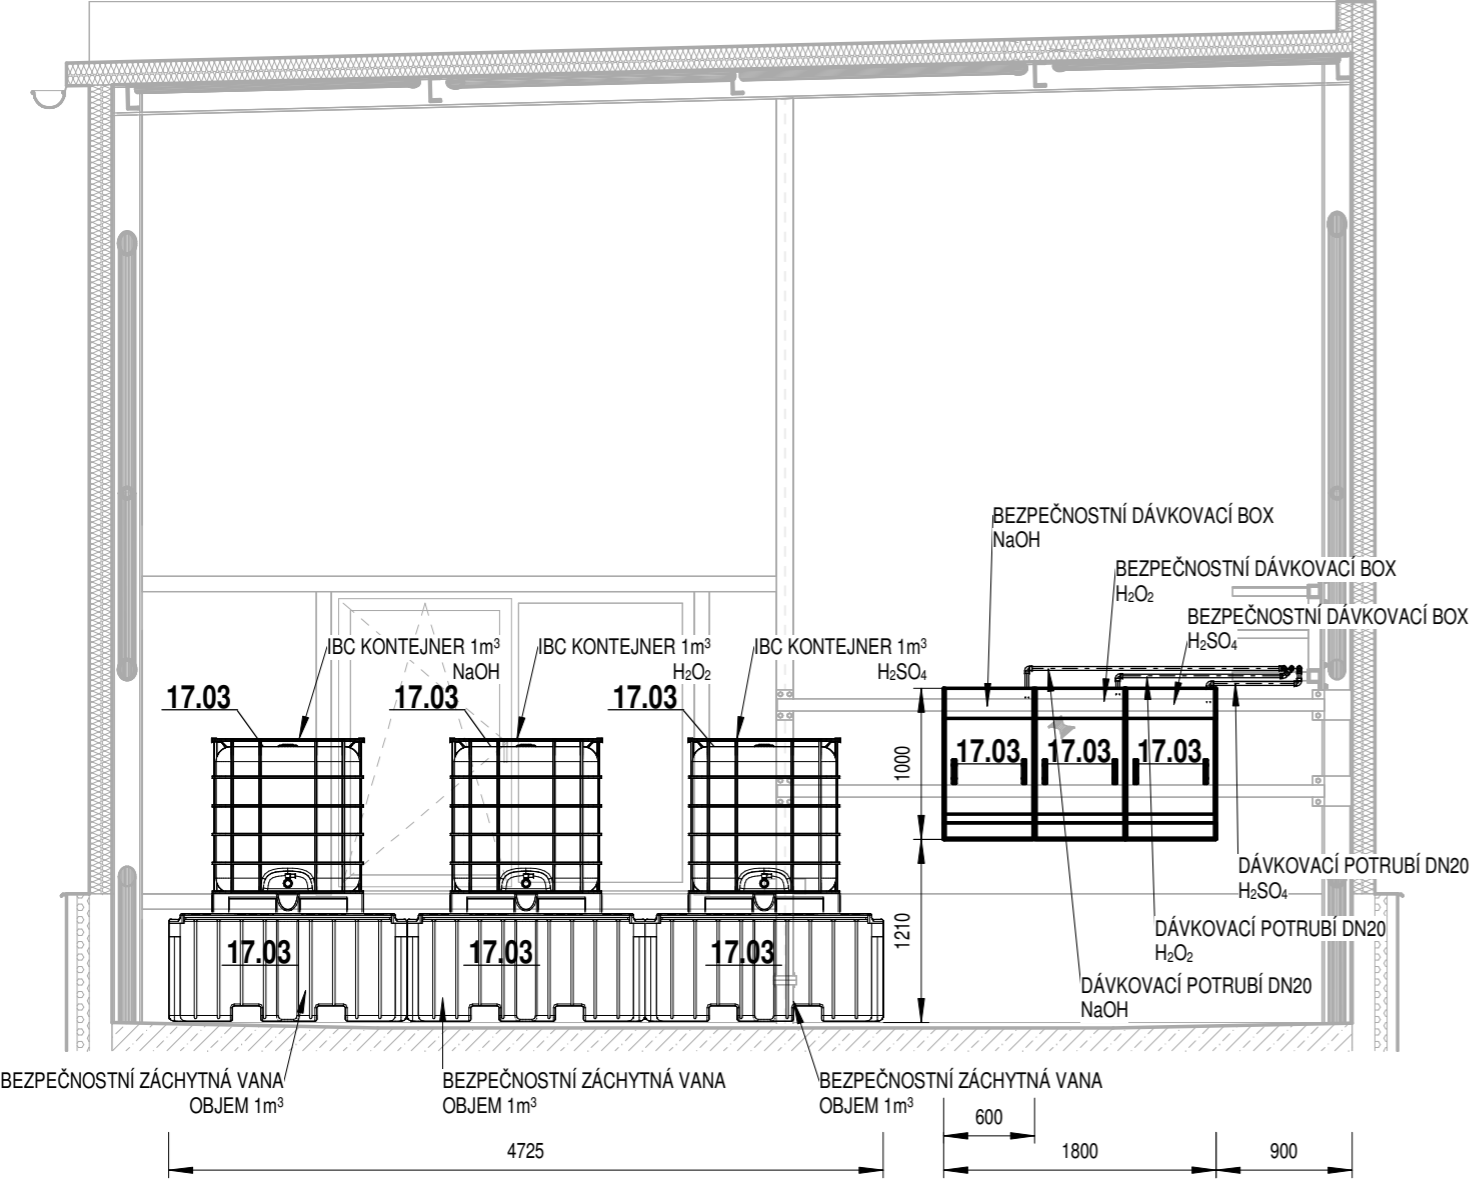 BEZPEČNOSTNÍ DÁVKOVACÍ BOX
NaOH
BEZPEČNOSTNÍ DÁVKOVACÍ BOX
H₂O₂
BEZPEČNOSTNÍ DÁVKOVACÍ BOX
H₂SO₄
IBC KONTEJNER 1m³
NaOH
IBC KONTEJNER 1m³
H₂O₂
IBC KONTEJNER 1m³
H₂SO₄
17.03
17.03
17.03
17.03
17.03
17.03
1000
DÁVKOVACÍ POTRUBÍ DN20
H₂SO₄
1210
DÁVKOVACÍ POTRUBÍ DN20
H₂O₂
17.03
17.03
17.03
DÁVKOVACÍ POTRUBÍ DN20
NaOH
BEZPEČNOSTNÍ ZÁCHYTNÁ VANA
OBJEM 1m³
BEZPEČNOSTNÍ ZÁCHYTNÁ VANA
OBJEM 1m³
BEZPEČNOSTNÍ ZÁCHYTNÁ VANA
OBJEM 1m³
600
4725
1800
900